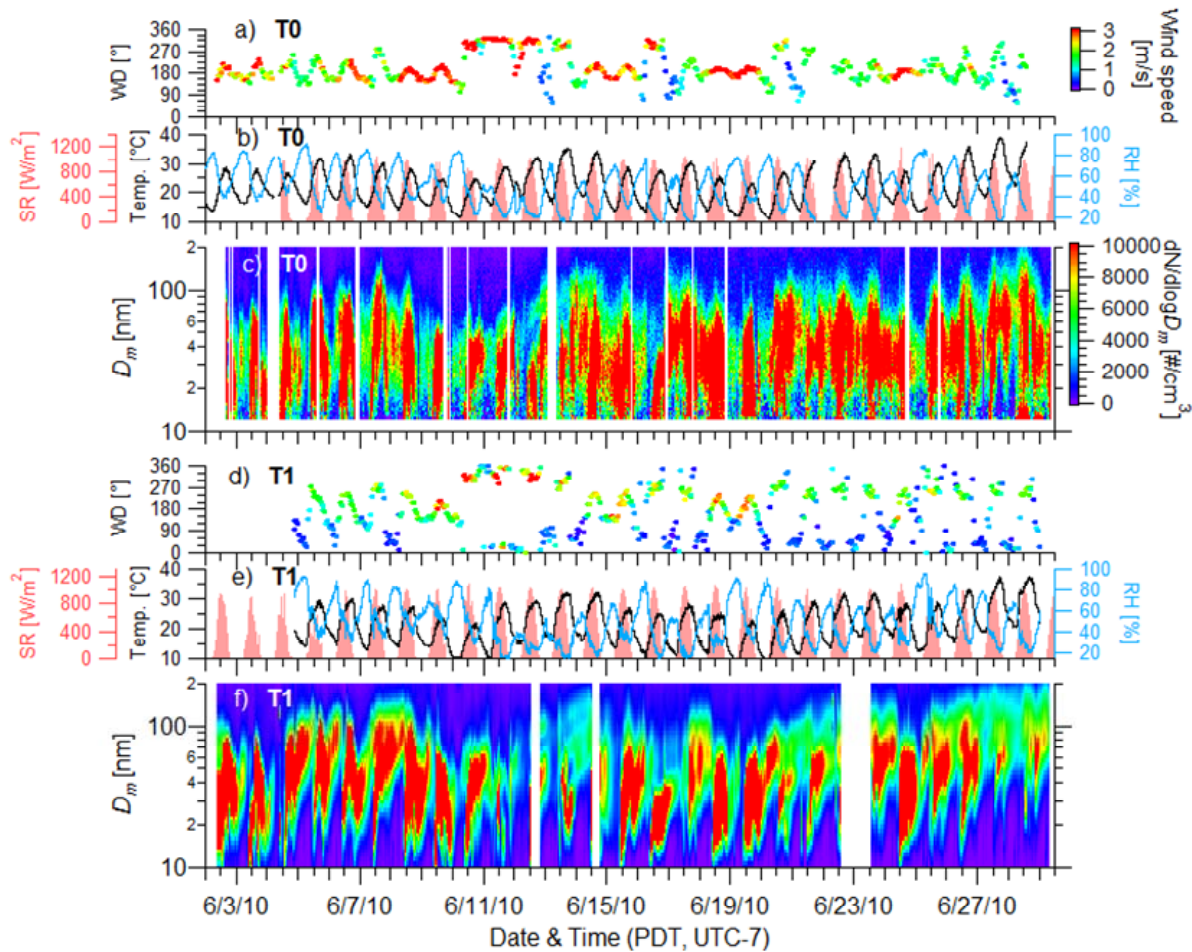 a) T0
WD [°]
360
270
180
90
0
Wind speed
[m/s]
3
2
1
0
b) T0
SR [W/m²]
1200
800
400
0
Temp. [°C]
40
30
20
10
RH [%]
100
80
60
40
20
c) T0
Dm [nm]
2
100
6
4
2
10
dN/dlogDm [#/cm³]
10000
8000
6000
4000
2000
0
d) T1
WD [°]
360
270
180
90
0
e) T1
SR [W/m²]
1200
800
400
0
Temp. [°C]
40
30
20
10
RH [%]
100
80
60
40
20
f) T1
Dm [nm]
2
100
6
4
2
10
6/3/10 6/7/10 6/11/10 6/15/10 6/19/10 6/23/10 6/27/10
Date & Time (PDT, UTC-7)